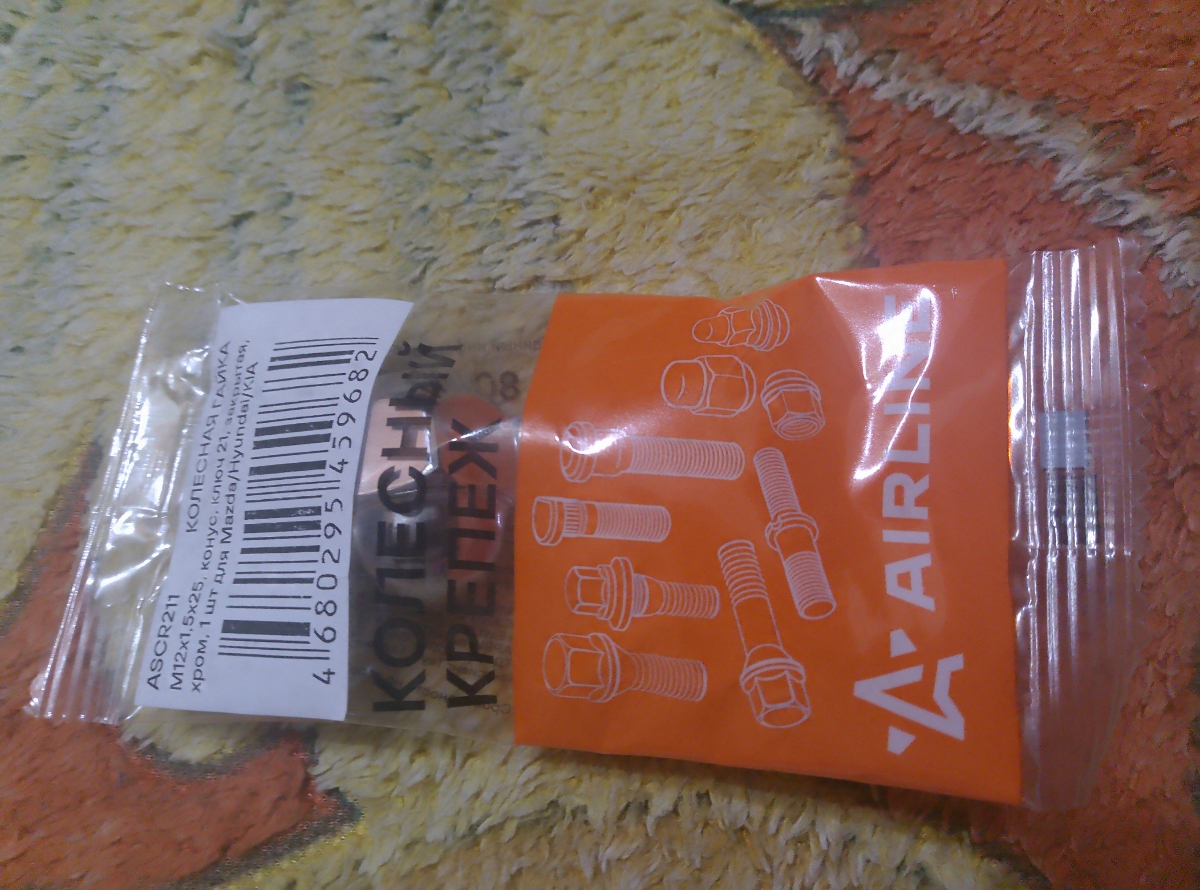 ASCR211 КОЛЕСНАЯ ГАЙКА
M12x1,5x25, конус, ключ 21, закрытая,
хром, 1 шт для Mazda/Hyundai/KIA
4 680295 459682
КОЛЕСНЫЙ
КРЕПЕЖ
AIRLINE